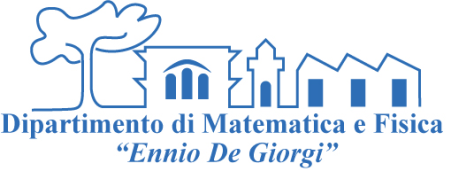 Dipartimento di Matematica e Fisica
“Ennio De Giorgi”